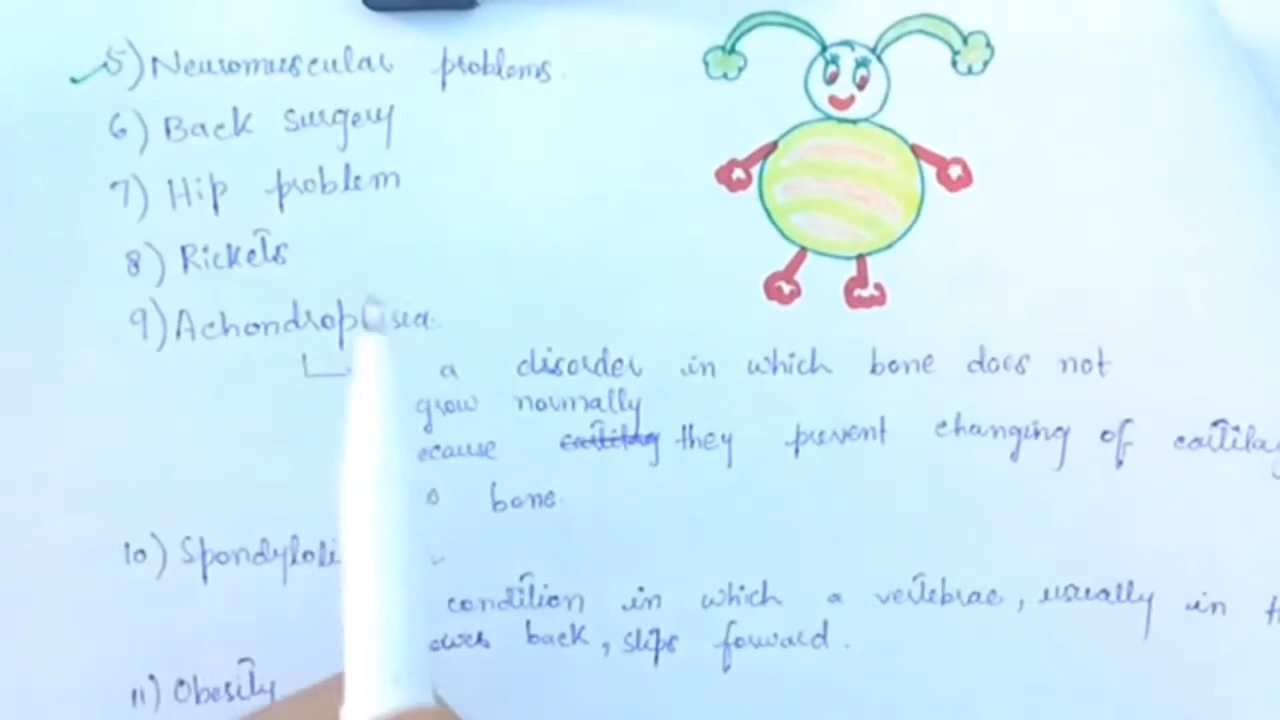 5) Neuromuscular problems.
6) Back surgery
7) Hip problem
8) Rickets
9) Achondrop sia.
a disorder in which bone does not
grow normally
ecause they prevent changing of cartilag
o bone.
10) Spondyloli
condition in which a vertebrae, usually in th
ower back, slips forward.
11) Obesity